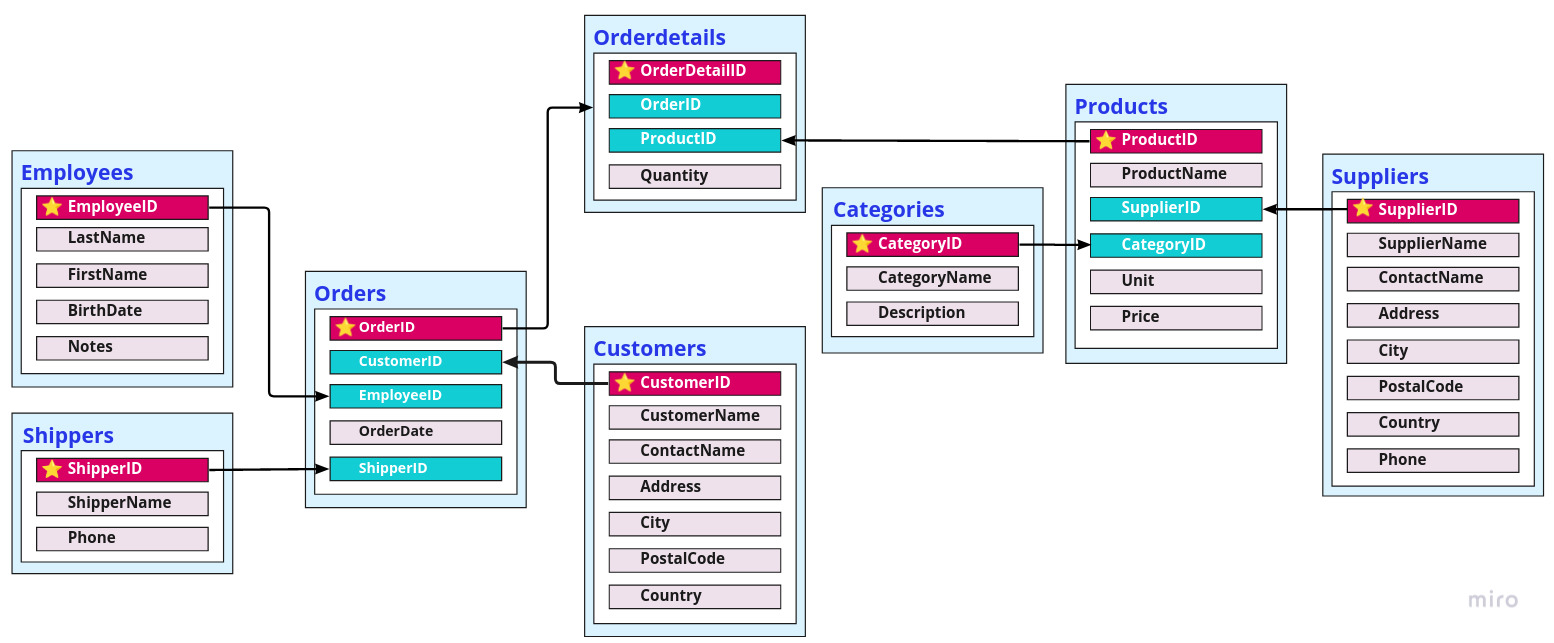 Orderdetails
OrderDetailID
OrderID
ProductID
Quantity
Products
ProductID
ProductName
SupplierID
CategoryID
Unit
Price
Employees
EmployeeID
LastName
FirstName
BirthDate
Notes
Suppliers
SupplierID
SupplierName
ContactName
Address
City
PostalCode
Country
Phone
Categories
CategoryID
CategoryName
Description
Orders
OrderID
CustomerID
EmployeeID
OrderDate
ShipperID
Customers
CustomerID
CustomerName
ContactName
Address
City
PostalCode
Country
Shippers
ShipperID
ShipperName
Phone
miro